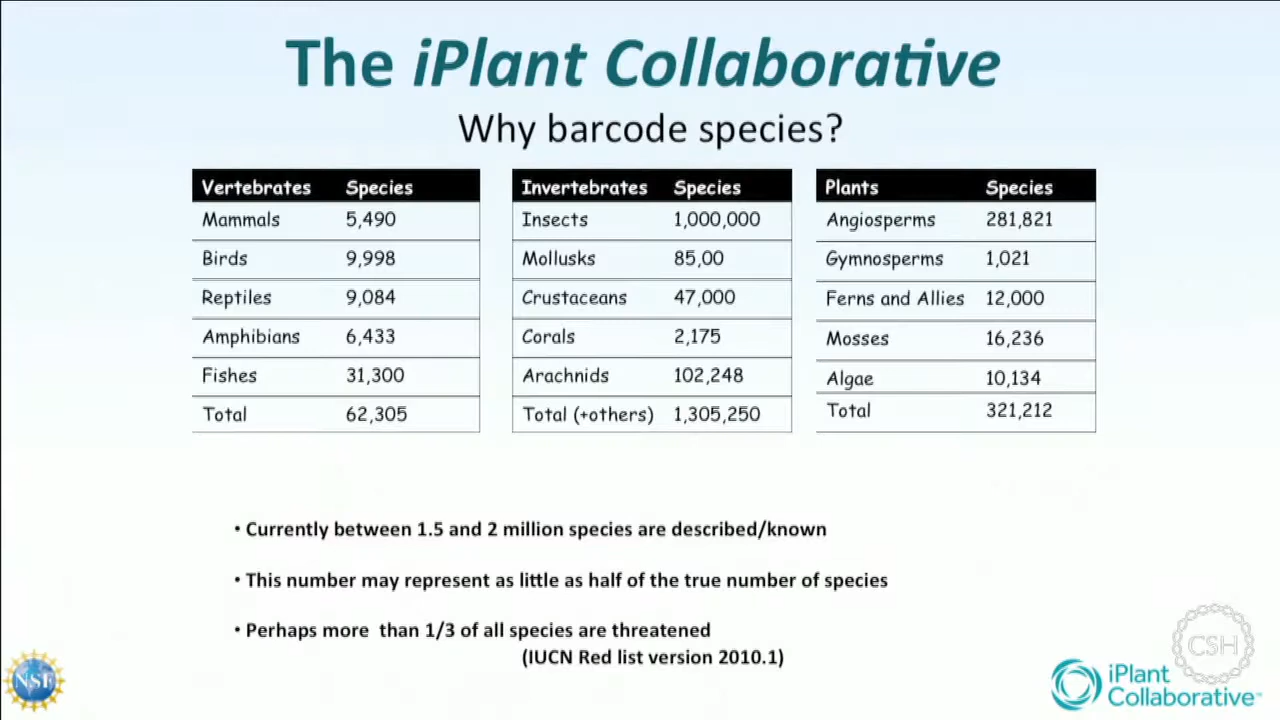 The iPlant Collaborative
Why barcode species?
Vertebrates Species
Mammals 5,490
Birds 9,998
Reptiles 9,084
Amphibians 6,433
Fishes 31,300
Total 62,305
Invertebrates Species
Insects 1,000,000
Mollusks 85,00
Crustaceans 47,000
Corals 2,175
Arachnids 102,248
Total (+others) 1,305,250
Plants Species
Angiosperms 281,821
Gymnosperms 1,021
Ferns and Allies 12,000
Mosses 16,236
Algae 10,134
Total 321,212
• Currently between 1.5 and 2 million species are described/known
• This number may represent as little as half of the true number of species
• Perhaps more than 1/3 of all species are threatened
(IUCN Red list version 2010.1)
NSF
CSH
iPlant
Collaborative™